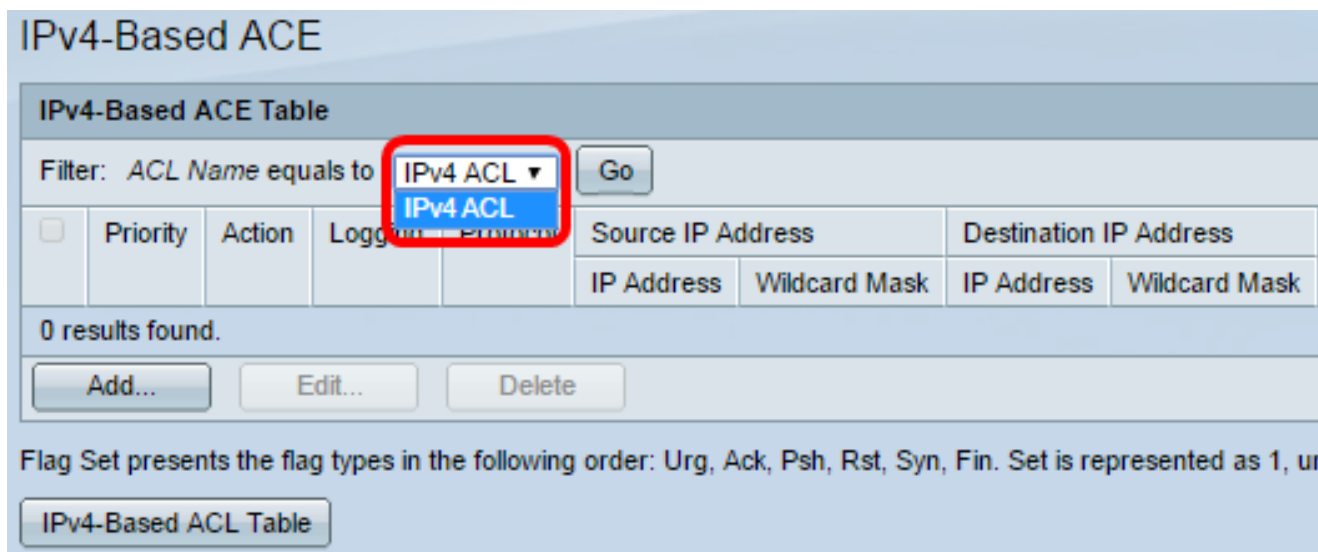 IPv4-Based ACE
IPv4-Based ACE Table
Filter: ACL Name equals to IPv4 ACL ▼ Go
IPv4 ACL
Priority Action Logging Protocol Source IP Address Destination IP Address
IP Address Wildcard Mask IP Address Wildcard Mask
0 results found.
Add... Edit... Delete
Flag Set presents the flag types in the following order: Urg, Ack, Psh, Rst, Syn, Fin. Set is represented as 1,
IPv4-Based ACL Table